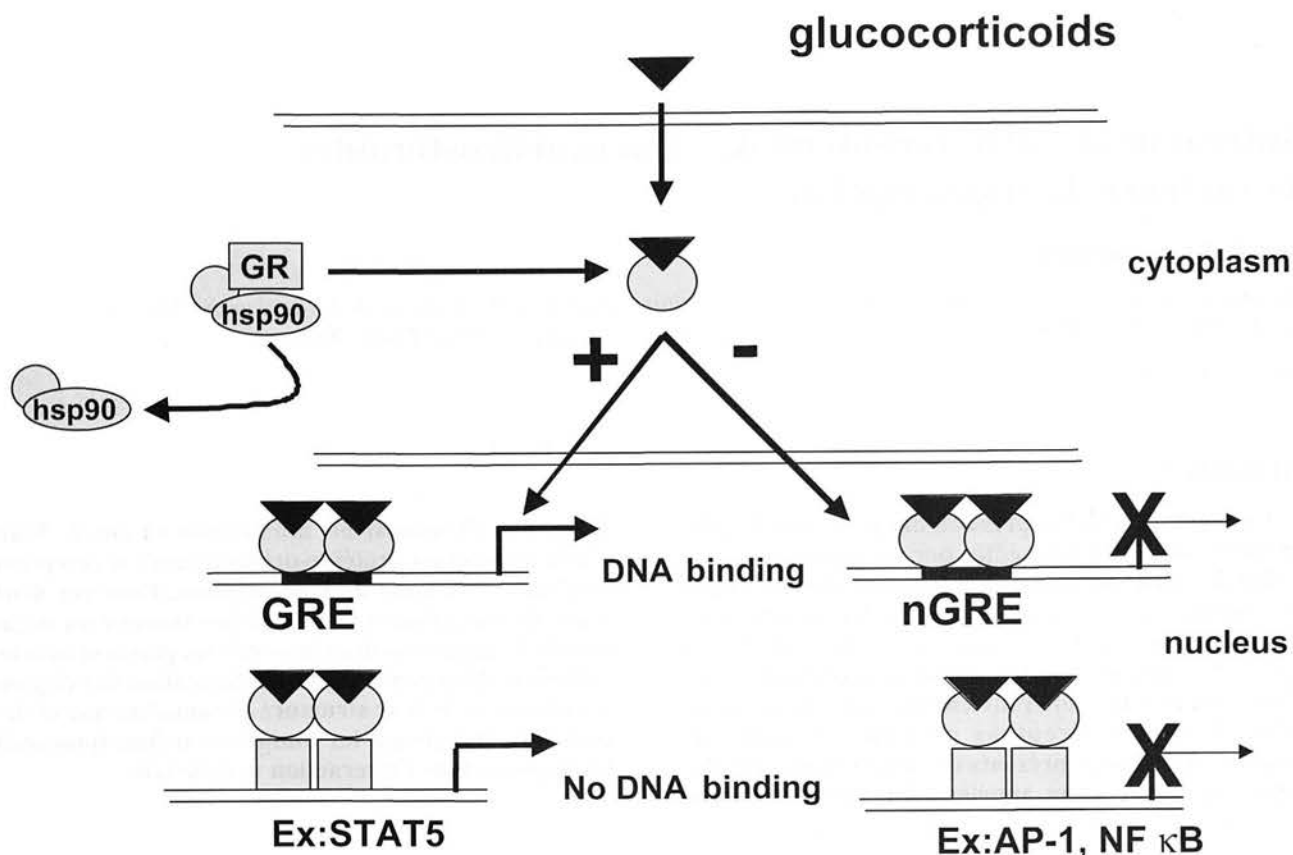 glucocorticoids
GR
hsp90
cytoplasm
+
-
hsp90
GRE
DNA binding
nGRE
X
nucleus
No DNA binding
X
Ex:STAT5
Ex:AP-1, NF κB